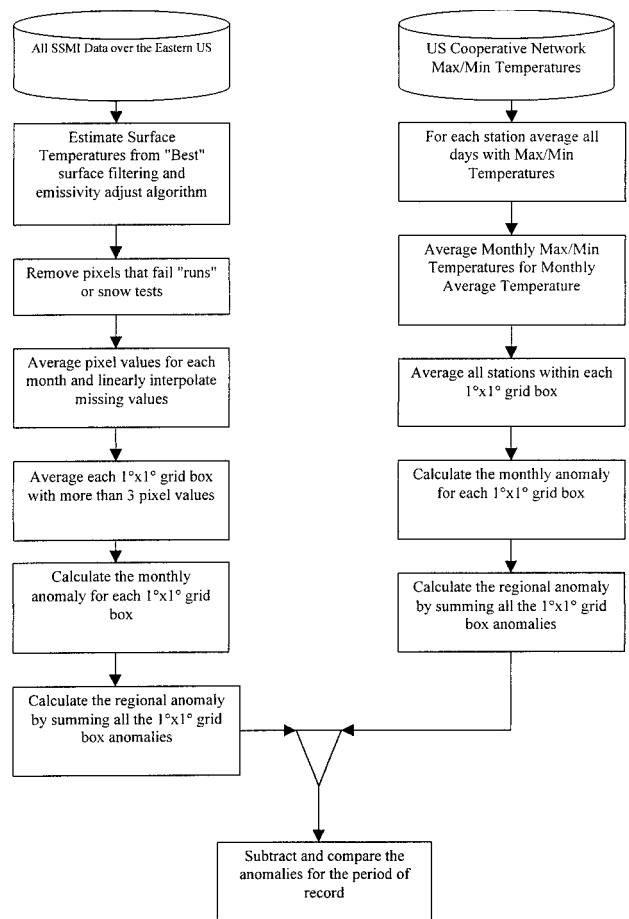 All SSMI Data over the Eastern US
Estimate Surface
Temperatures from "Best"
surface filtering and
emissivity adjust algorithm
Remove pixels that fail "runs"
or snow tests
Average pixel values for each
month and linearly interpolate
missing values
Average each 1°x1° grid box
with more than 3 pixel values
Calculate the monthly
anomaly for each 1°x1° grid
box
Calculate the regional anomaly
by summing all the 1°x1° grid
box anomalies
US Cooperative Network
Max/Min Temperatures
For each station average all
days with Max/Min
Temperatures
Average Monthly Max/Min
Temperatures for Monthly
Average Temperature
Average all stations within each
1°x1° grid box
Calculate the monthly anomaly
for each 1°x1° grid box
Calculate the regional anomaly
by summing all the 1°x1° grid
box anomalies
Subtract and compare the
anomalies for the period of
record